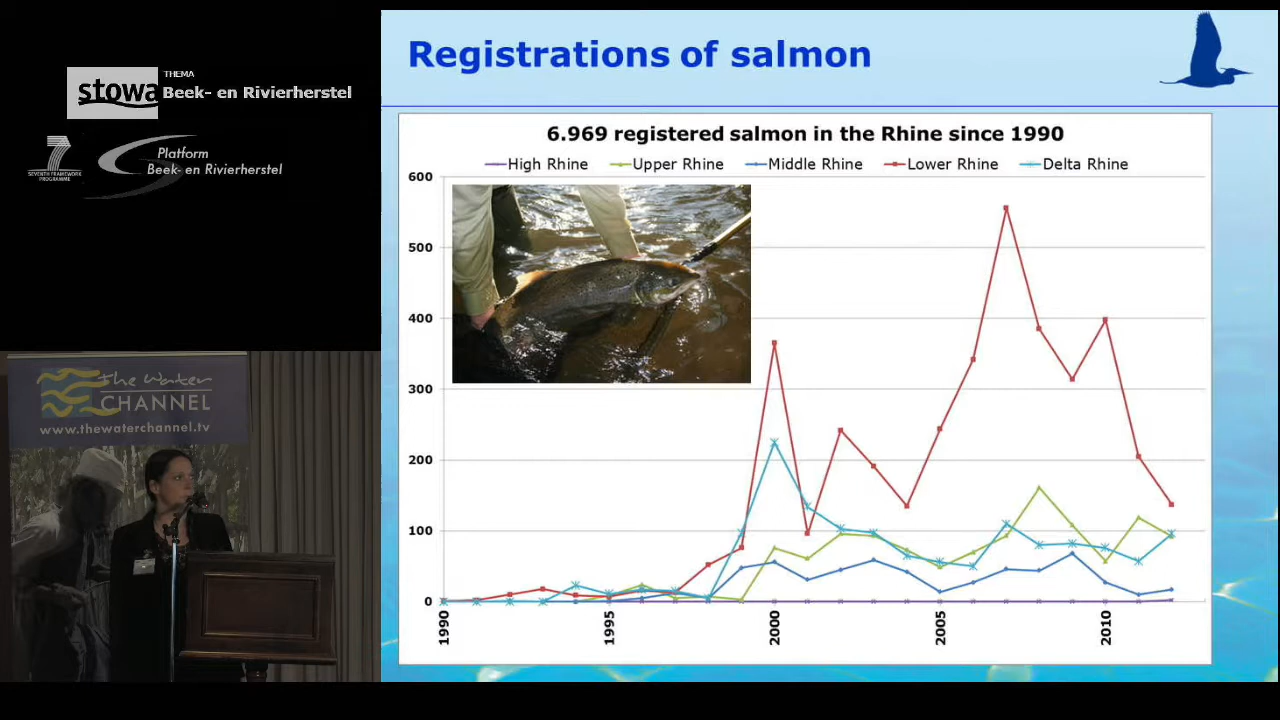 stowa
THEMA
Beek- en Rivierherstel
SEVENTH FRAMEWORK
PROGRAMME
Platform
Beek- en Rivierherstel
the Water
CHANNEL
www.thewaterchannel.tv
Registrations of salmon
6.969 registered salmon in the Rhine since 1990
High Rhine Upper Rhine Middle Rhine Lower Rhine Delta Rhine
600
500
400
300
200
100
0
1990 1995 2000 2005 2010